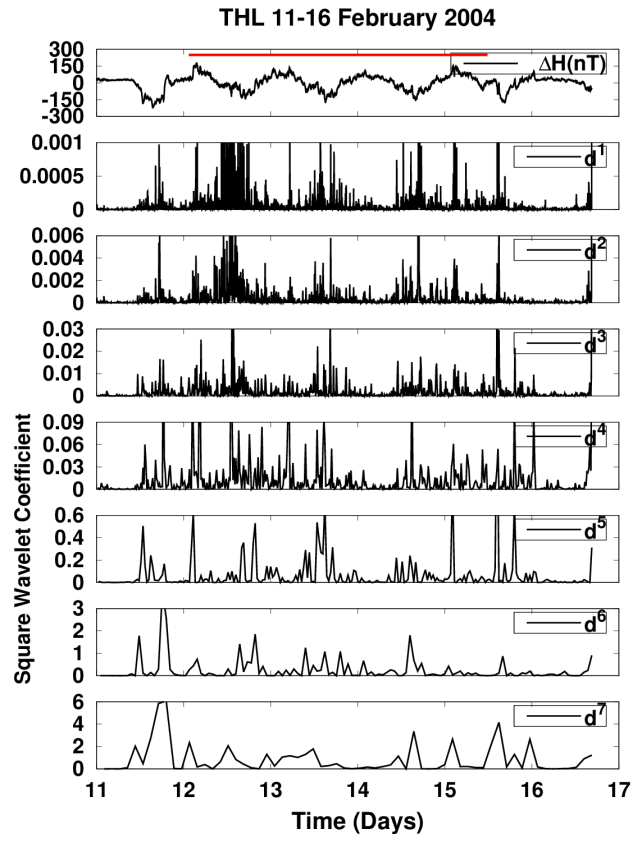 THL 11-16 February 2004
300
150
0
-150
-300
ΔH(nT)
0.001
0.0005
0
d¹
0.006
0.004
0.002
0
d²
0.03
0.02
0.01
0
d³
0.09
0.06
0.03
0
d⁴
0.6
0.4
0.2
0
d⁵
3
2
1
0
d⁶
6
4
2
0
d⁷
Square Wavelet Coefficient
11 12 13 14 15 16 17
Time (Days)